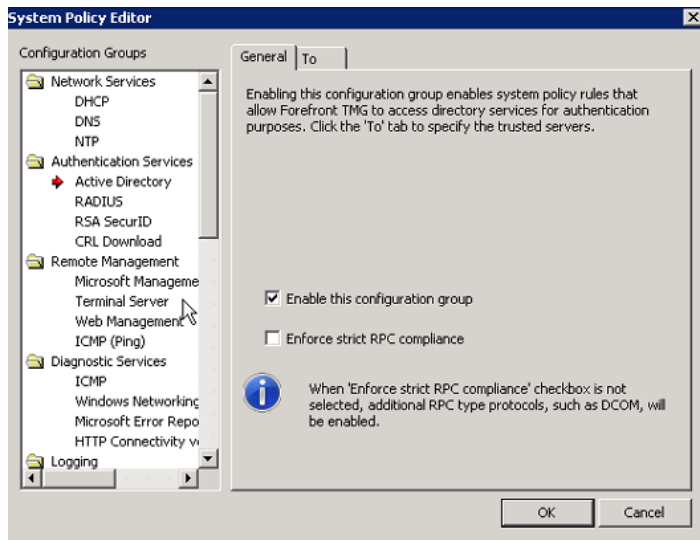 System Policy Editor
Configuration Groups
Network Services
DHCP
DNS
NTP
Authentication Services
Active Directory
RADIUS
RSA SecurID
CRL Download
Remote Management
Microsoft Manageme
Terminal Server
Web Management
ICMP (Ping)
Diagnostic Services
ICMP
Windows Networking
Microsoft Error Repo
HTTP Connectivity v
Logging
General
To
Enabling this configuration group enables system policy rules that
allow Forefront TMG to access directory services for authentication
purposes. Click the 'To' tab to specify the trusted servers.
Enable this configuration group
Enforce strict RPC compliance
When 'Enforce strict RPC compliance' checkbox is not
selected, additional RPC type protocols, such as DCOM, will
be enabled.
OK
Cancel